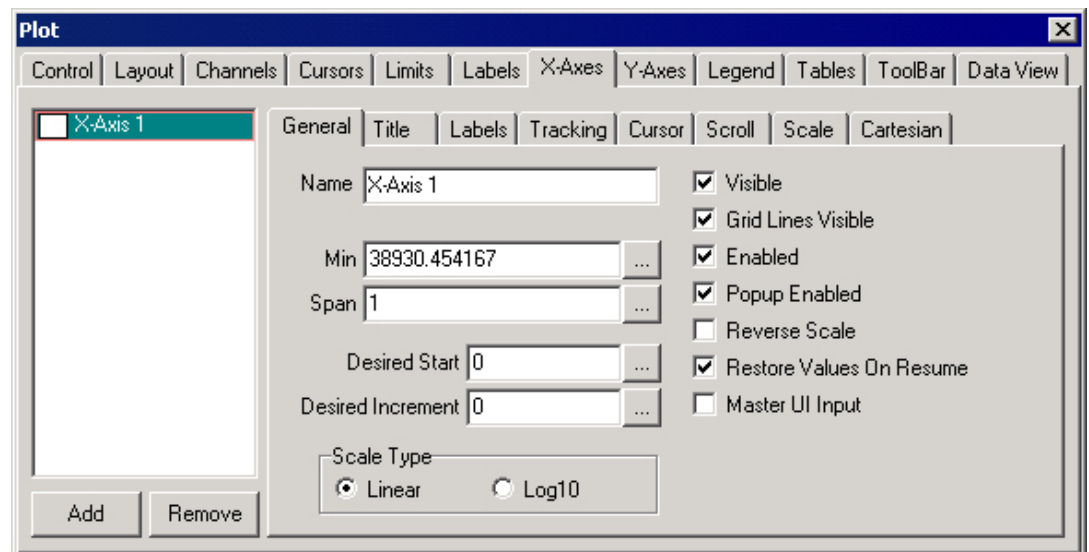 Plot
Control Layout Channels Cursors Limits Labels X-Axes Y-Axes Legend Tables ToolBar Data View
X-Axis 1
General Title Labels Tracking Cursor Scroll Scale Cartesian
Name X-Axis 1
Min 38930.454167 ...
Span 1 ...
Desired Start 0 ...
Desired Increment 0 ...
Scale Type
Linear Log10
Visible
Grid Lines Visible
Enabled
Popup Enabled
Reverse Scale
Restore Values On Resume
Master UI Input
Add Remove